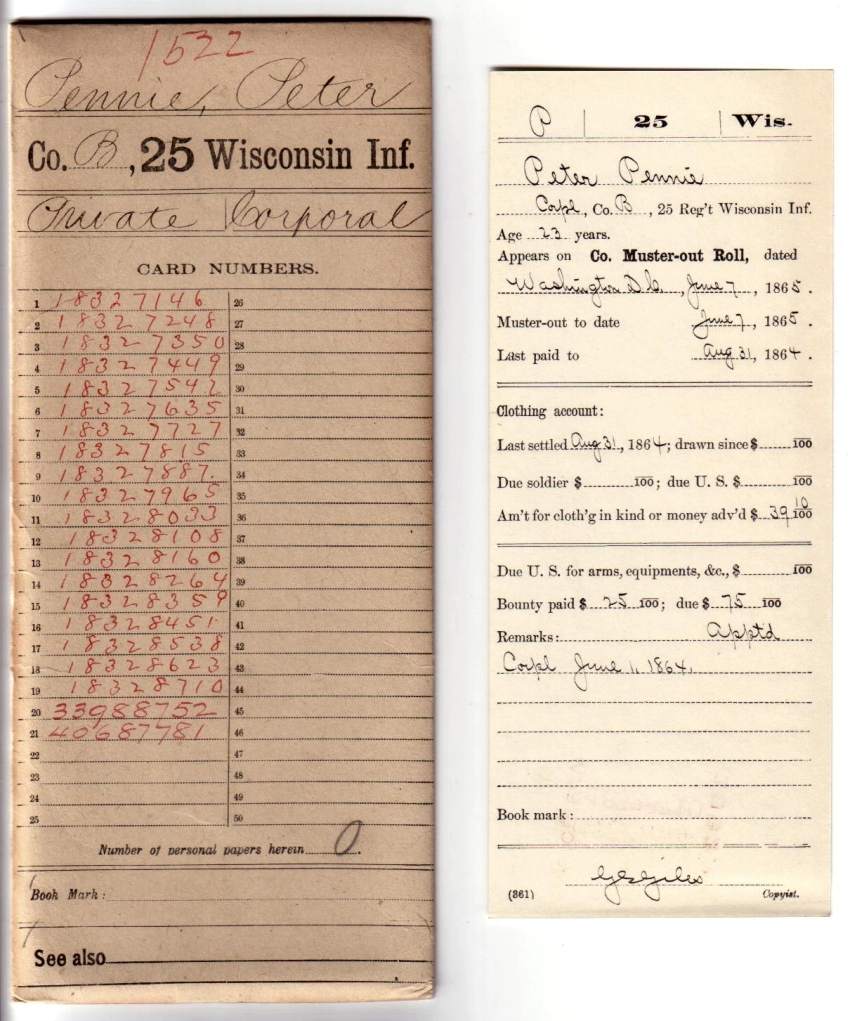 1522
Pennie, Peter
Co. B, 25 Wisconsin Inf.
Private | Corporal
CARD NUMBERS.
1 18327146 26
2 18327248 27
3 18327350 28
4 18327449 29
5 18327542 30
6 18327635 31
7 18327727 32
8 18327815 33
9 18327887. 34
10 18327965 35
11 18328033 36
12 18328108 37
13 18328160 38
14 18328264 39
15 18328359 40
16 18328451 41
17 18328538 42
18 18328623 43
19 18328710 44
20 33988752 45
21 40687781 46
22 47
23 48
24 49
25 50
Number of personal papers herein 0.
Book Mark:
See also
P | 25 | Wis.
Peter Pennie
Corpl, Co. B, 25 Reg't Wisconsin Inf.
Age 23 years.
Appears on Co. Muster-out Roll, dated
Washington D.C., June 7, 1865.
Muster-out to date June 7, 1865.
Last paid to Aug 31, 1864.
Clothing account:
Last settled Aug 31, 1864; drawn since $ 100
Due soldier $ 100; due U. S. $ 100
Am't for cloth'g in kind or money adv'd $ 39 10 100
Due U. S. for arms, equipments, &c., $ 100
Bounty paid $ 25 100; due $ 75 100
Remarks: Apptd
Corpl June 1, 1864.
Book mark:
(361) Copyist.